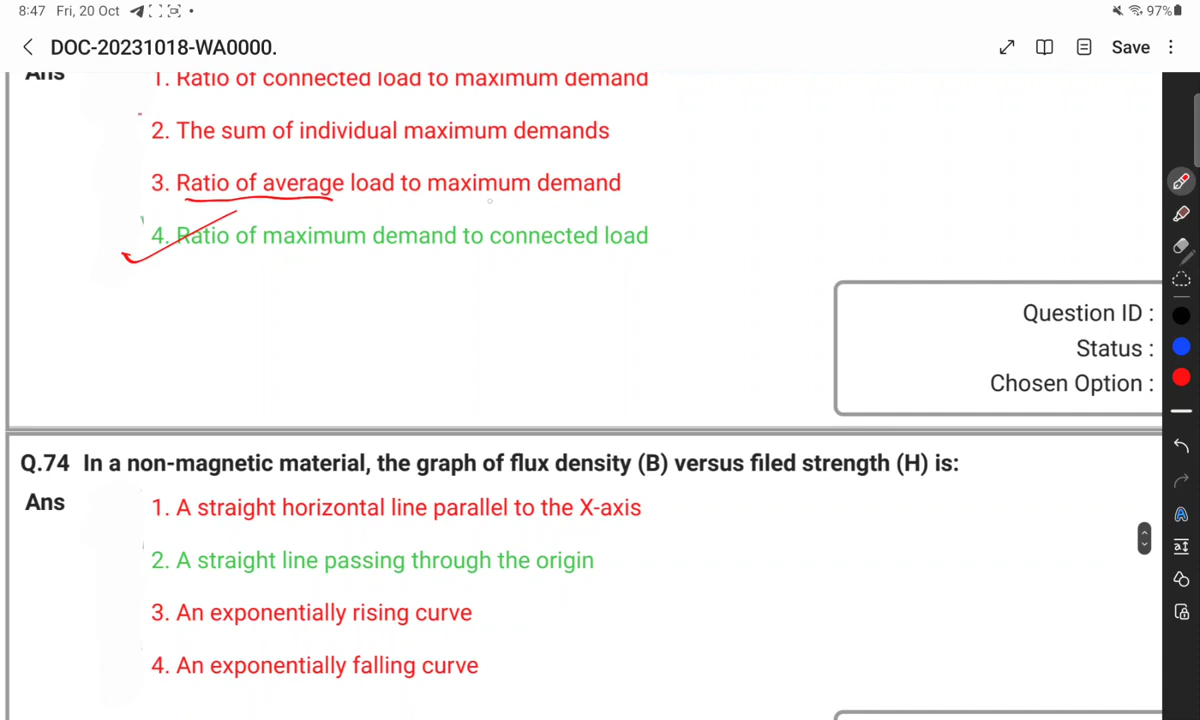 8:47 Fri, 20 Oct
97%
DOC-20231018-WA0000.
Save
Ans
1. Ratio of connected load to maximum demand
2. The sum of individual maximum demands
3. Ratio of average load to maximum demand
4. Ratio of maximum demand to connected load
Question ID :
Status :
Chosen Option :
Q.74 In a non-magnetic material, the graph of flux density (B) versus filed strength (H) is:
Ans
1. A straight horizontal line parallel to the X-axis
2. A straight line passing through the origin
3. An exponentially rising curve
4. An exponentially falling curve